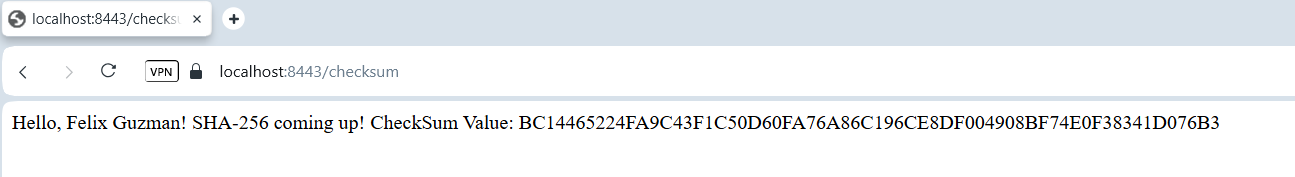 localhost:8443/checksu
VPN localhost:8443/checksum
Hello, Felix Guzman! SHA-256 coming up! CheckSum Value: BC14465224FA9C43F1C50D60FA76A86C196CE8DF004908BF74E0F38341D076B3